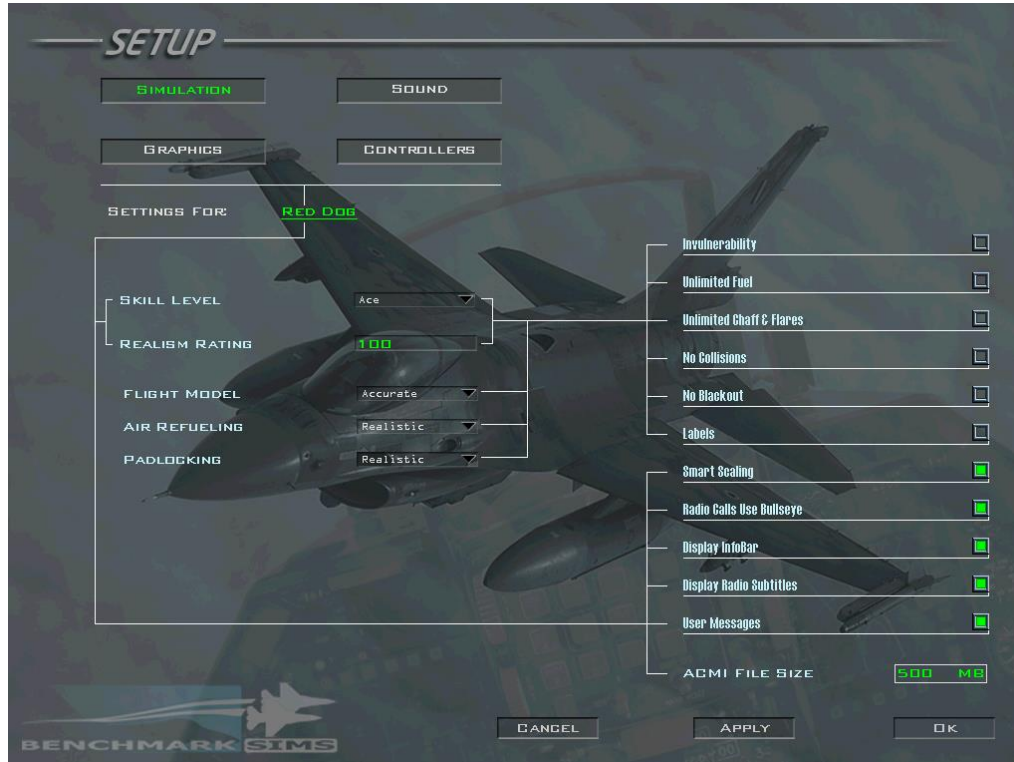 SETUP
SIMULATION
SOUND
GRAPHICS
CONTROLLERS
SETTINGS FOR:
RED DOG
SKILL LEVEL
Ace
REALISM RATING
100
FLIGHT MODEL
Accurate
AIR REFUELING
Realistic
PADLOCKING
Realistic
Invulnerability
Unlimited Fuel
Unlimited Chaff & Flares
No Collisions
No Blackout
Labels
Smart Scaling
Radio Calls Use Bullseye
Display InfoBar
Display Radio Subtitles
User Messages
ACMI FILE SIZE
500 MB
BENCHMARK SIMS
CANCEL
APPLY
OK